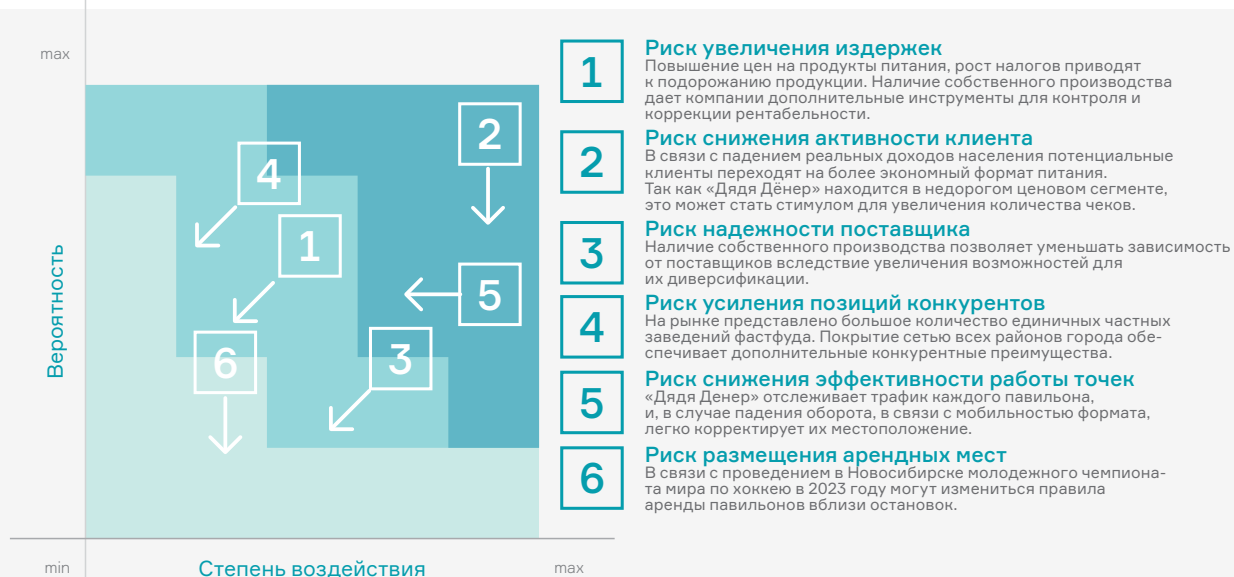 max
Вероятность
2
4
1
5
3
6
min
Степень воздействия
max
1
Риск увеличения издержек
Повышение цен на продукты питания, рост налогов приводят
к подорожанию продукции. Наличие собственного производства
дает компании дополнительные инструменты для контроля и
коррекции рентабельности.
2
Риск снижения активности клиента
В связи с падением реальных доходов населения потенциальные
клиенты переходят на более экономный формат питания.
Так как «Дядя Дёнер» находится в недорогом ценовом сегменте,
это может стать стимулом для увеличения количества чеков.
3
Риск надежности поставщика
Наличие собственного производства позволяет уменьшать зависимость
от поставщиков вследствие увеличения возможностей для
их диверсификации.
4
Риск усиления позиций конкурентов
На рынке представлено большое количество единичных частных
заведений фастфуда. Покрытие сетью всех районов города обе-
спечивает дополнительные конкурентные преимущества.
5
Риск снижения эффективности работы точек
«Дядя Денер» отслеживает трафик каждого павильона,
и, в случае падения оборота, в связи с мобильностью формата,
легко корректирует их местоположение.
6
Риск размещения арендных мест
В связи с проведением в Новосибирске молодежного чемпиона-
та мира по хоккею в 2023 году могут измениться правила
аренды павильонов вблизи остановок.